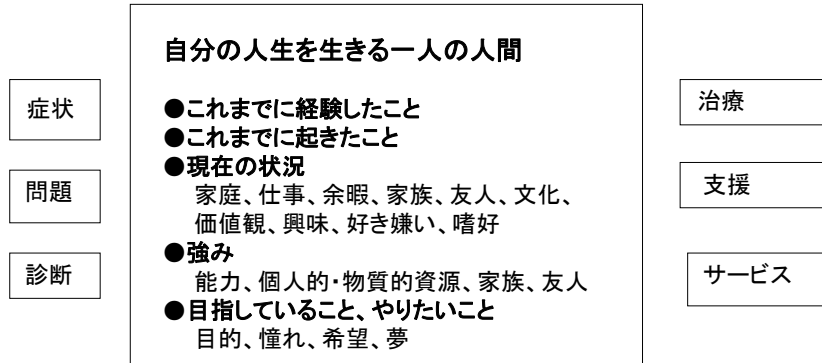 症状
問題
診断
自分の人生を生きる一人の人間
●これまでに経験したこと
●これまでに起きたこと
●現在の状況
家庭、仕事、余暇、家族、友人、文化、
価値観、興味、好き嫌い、嗜好
●強み
能力、個人的・物質的資源、家族、友人
●目指していること、やりたいこと
目的、憧れ、希望、夢
治療
支援
サービス